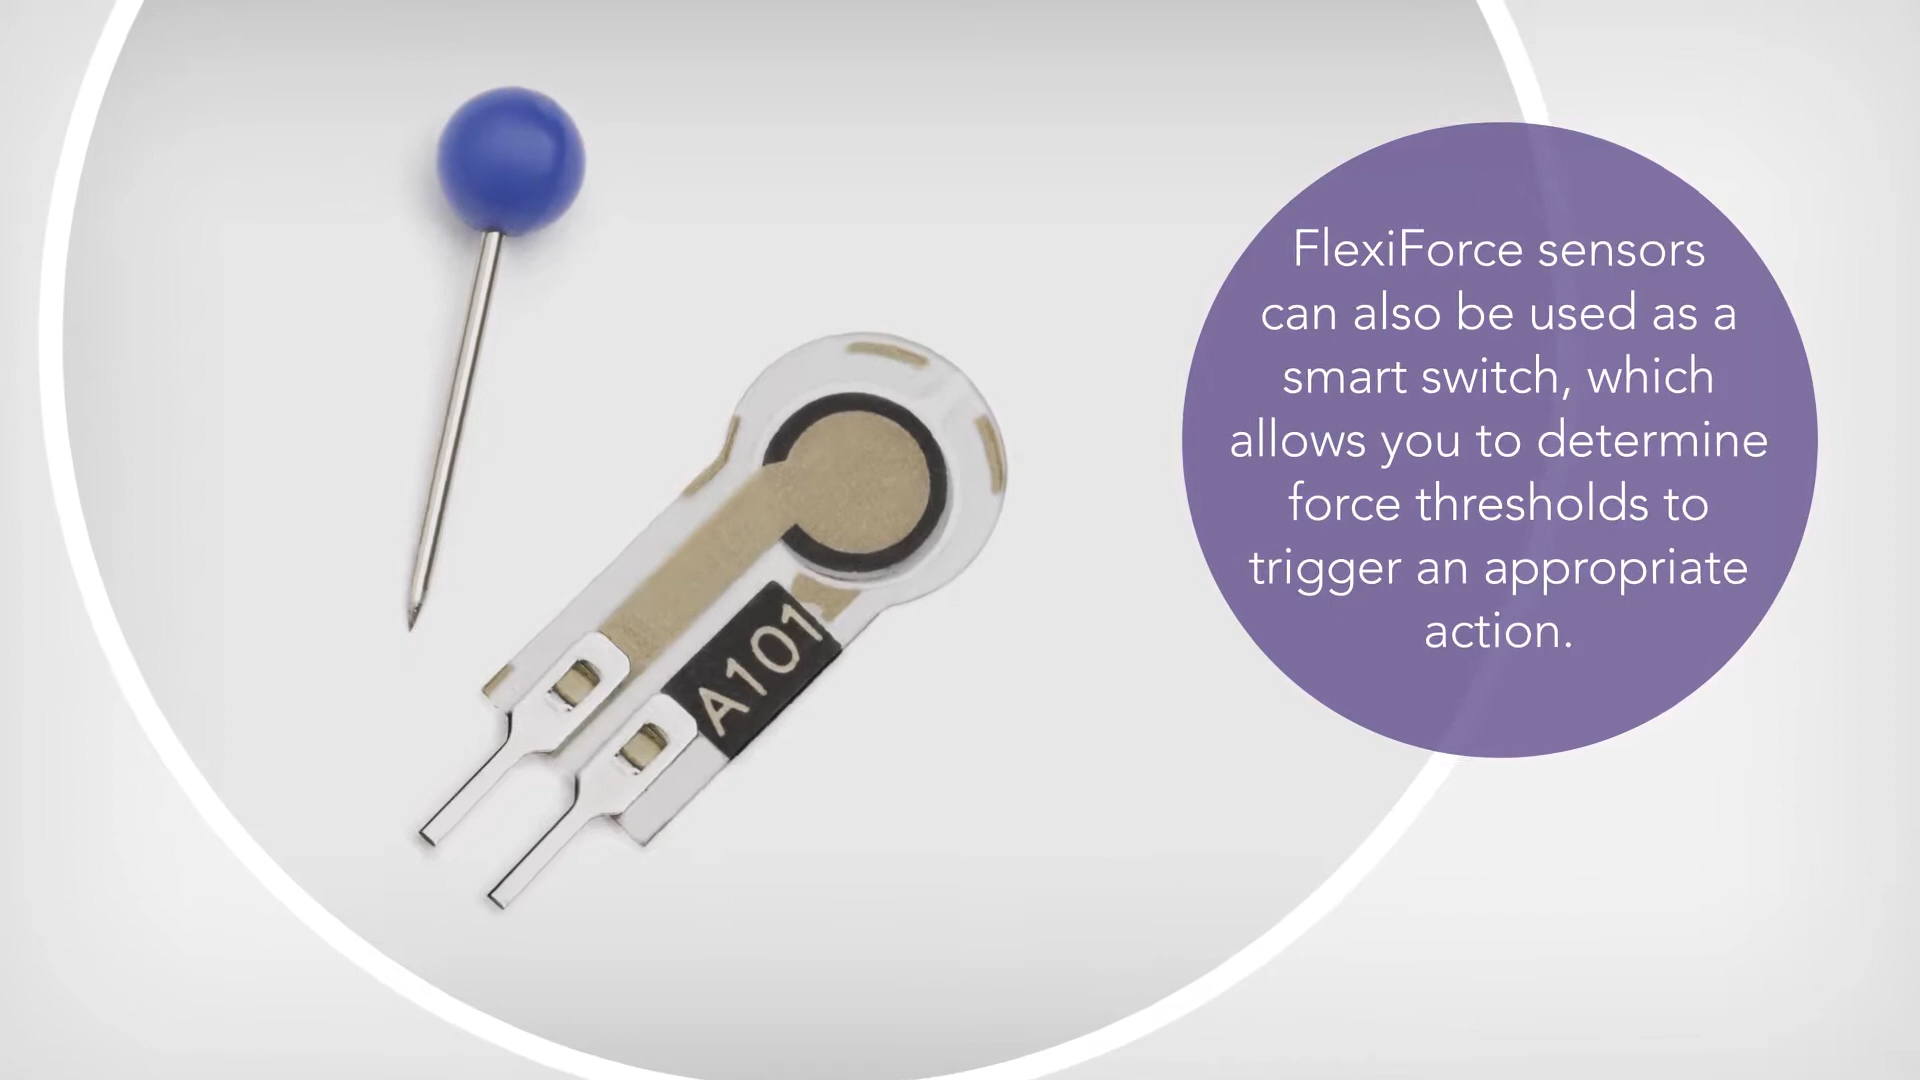 FlexiForce sensors
can also be used as a
smart switch, which
allows you to determine
force thresholds to
trigger an appropriate
action.
A101